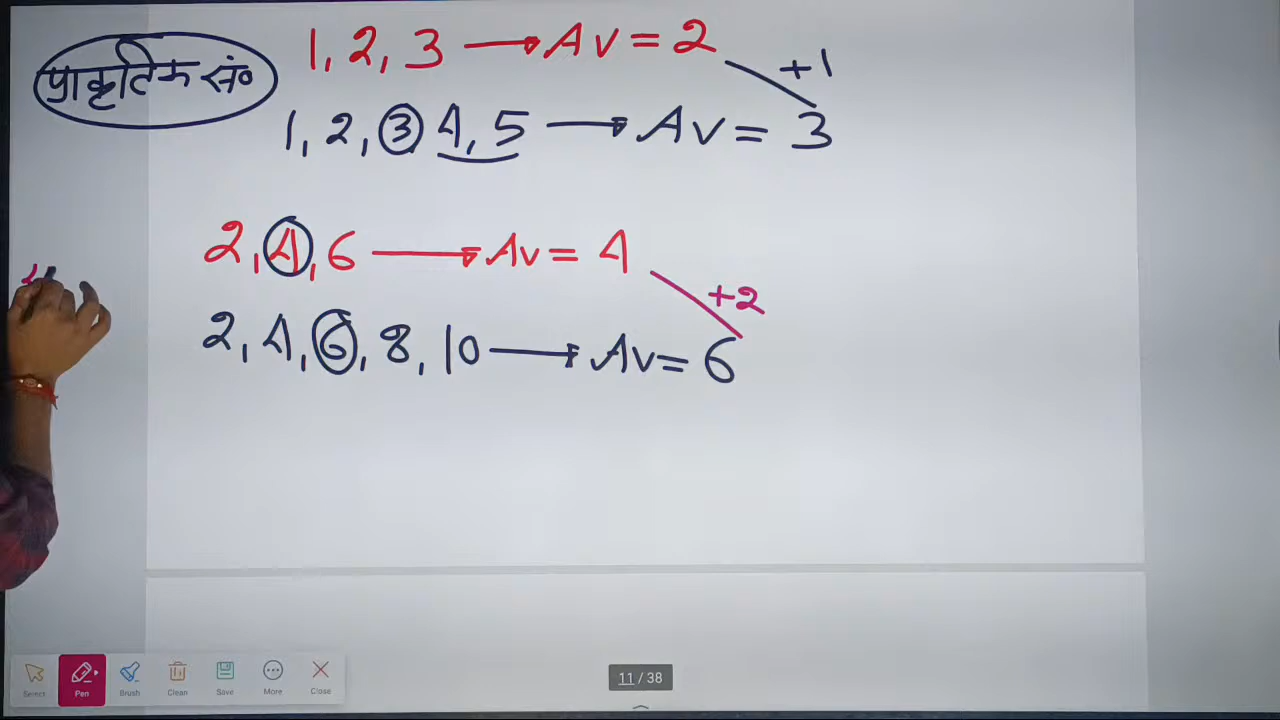 1, 2, 3 → Av = 2
+1
प्राकृतिक सं०
1, 2, 3 4, 5 → Av = 3
2, 4, 6 → Av = 4
+2
2, 4, 6, 8, 10 → Av = 6
Select Pen Brush Clean Save More Close
11 / 38